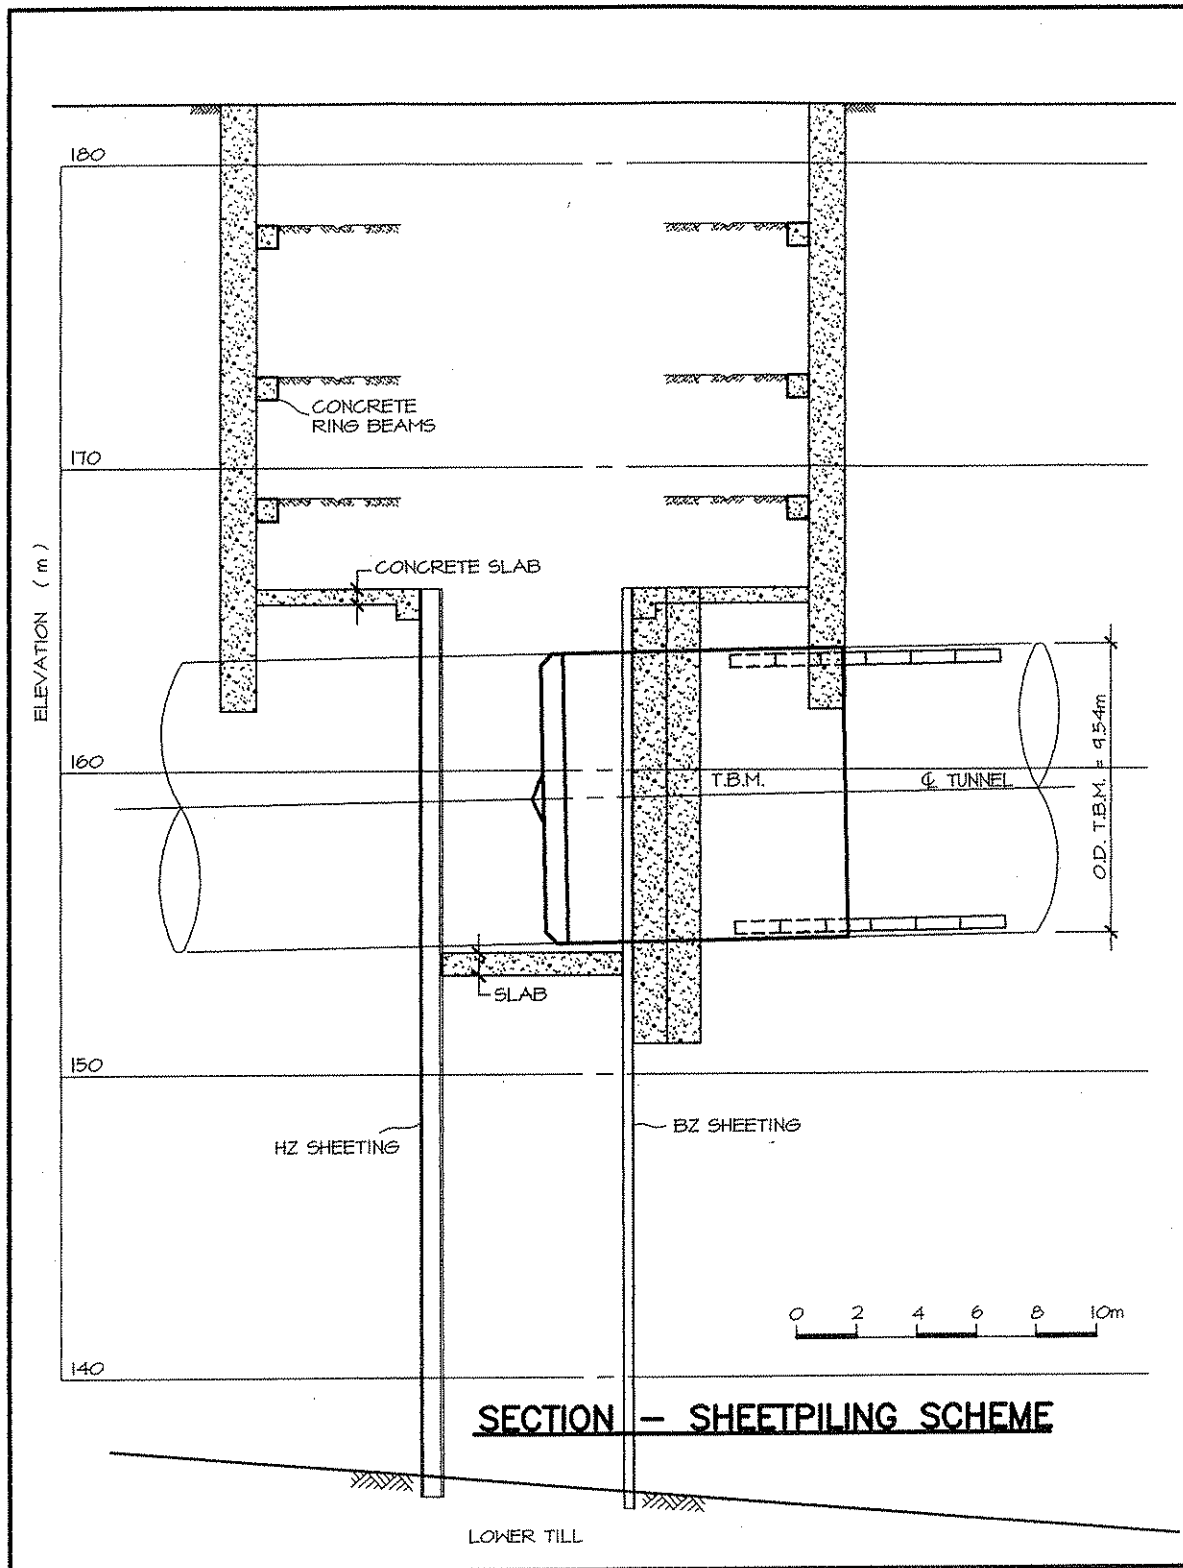 180
CONCRETE
RING BEAMS
170
CONCRETE SLAB
ELEVATION (m)
160
T.B.M.
℄ TUNNEL
O.D. T.B.M. = 9.54m
SLAB
150
HZ SHEETING
BZ SHEETING
0 2 4 6 8 10m
140
SECTION - SHEETPILING SCHEME
LOWER TILL